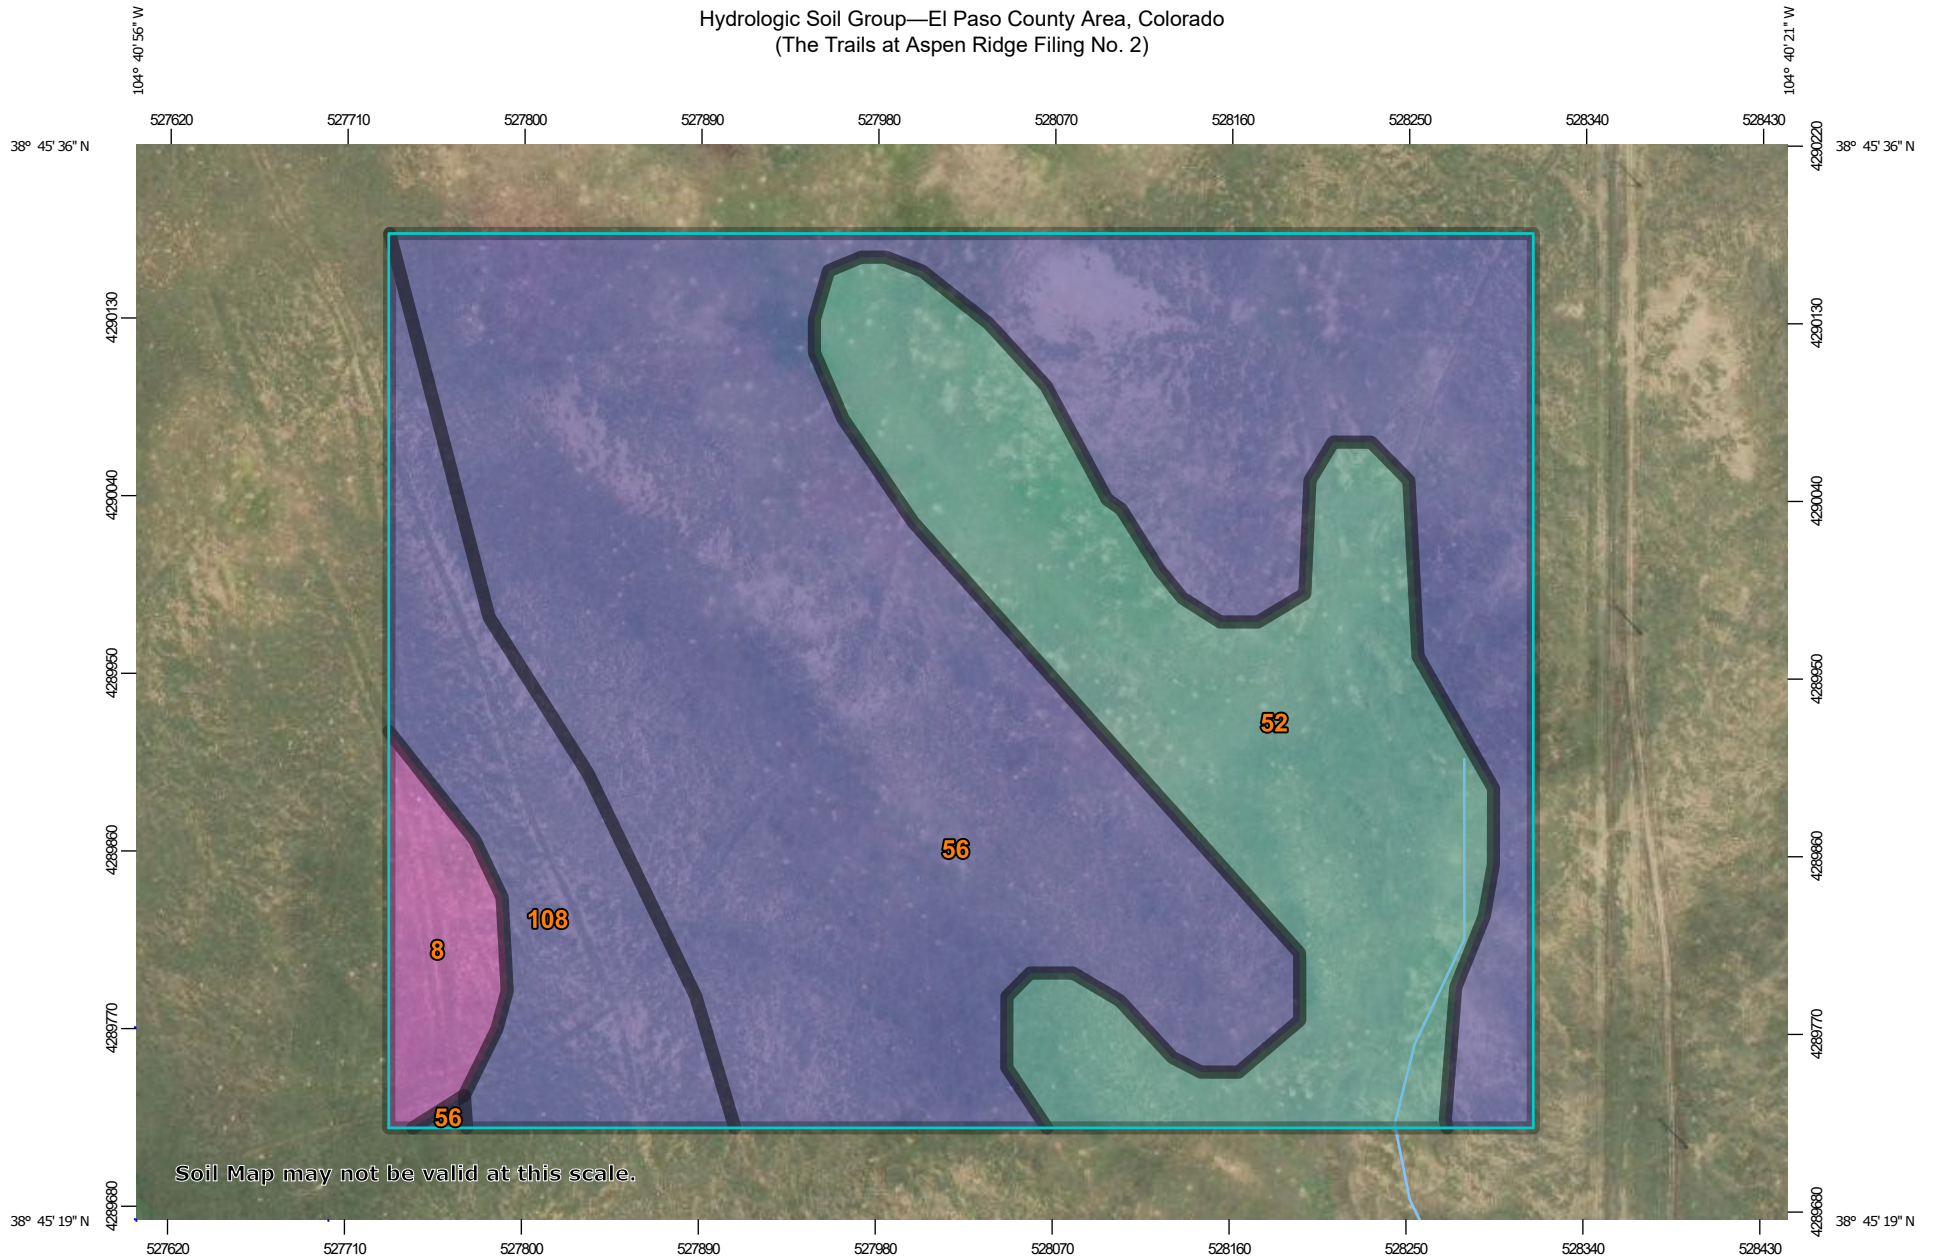 Hydrologic Soil Group—El Paso County Area, Colorado
(The Trails at Aspen Ridge Filing No. 2)
104° 40' 56'' W
104° 40' 21'' W
527620 527710 527800 527890 527980 528070 528160 528250 528340 528430
38° 45' 36'' N
4290220
38° 45' 36'' N
4290130
4290130
4290040
4290040
4289950
4289950
52
56
4289860
4289860
108
8
4289770
4289770
56
Soil Map may not be valid at this scale.
4289680
4289680
38° 45' 19'' N
38° 45' 19'' N
527620 527710 527800 527890 527980 528070 528160 528250 528340 528430